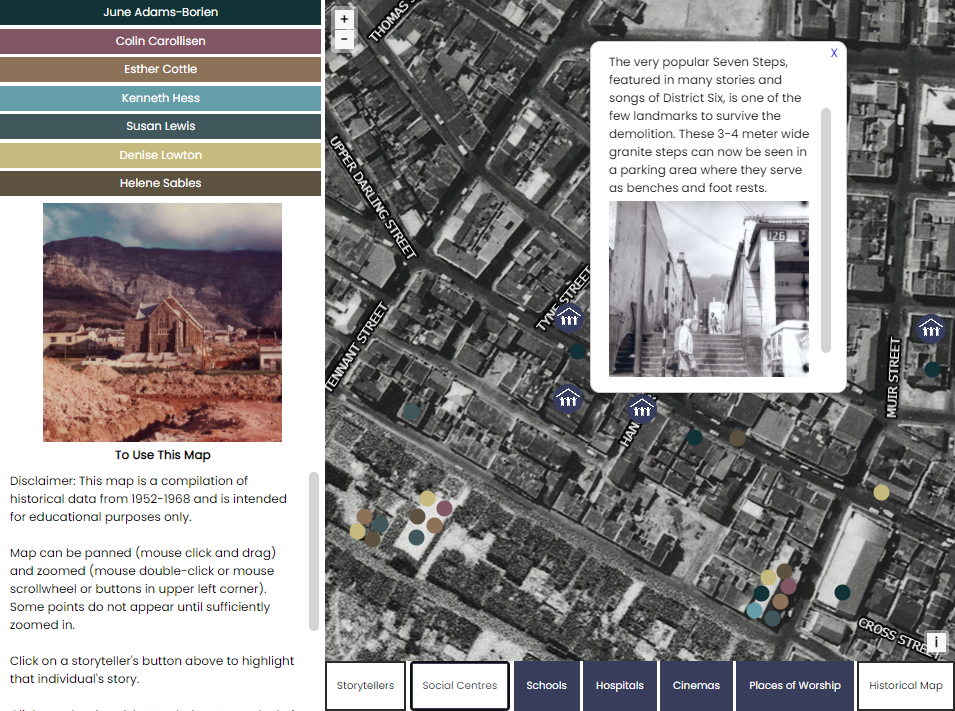 June Adams-Borien
Colin Carollisen
Esther Cottle
Kenneth Hess
Susan Lewis
Denise Lowton
Helene Sables
To Use This Map
Disclaimer: This map is a compilation of
historical data from 1952-1968 and is intended
for educational purposes only.
Map can be panned (mouse click and drag)
and zoomed (mouse double-click or mouse
scrollwheel or buttons in upper left corner).
Some points do not appear until sufficiently
zoomed in.
Click on a storyteller's button above to highlight
that individual's story.
+
−
THOMAS
UPPER DARLING STREET
TENNANT STREET
TYNE STREET
HAN
MUIR STREET
CROSS STREET
X
The very popular Seven Steps,
featured in many stories and
songs of District Six, is one of the
few landmarks to survive the
demolition. These 3-4 meter wide
granite steps can now be seen in
a parking area where they serve
as benches and foot rests.
126
i
Storytellers
Social Centres
Schools
Hospitals
Cinemas
Places of Worship
Historical Map